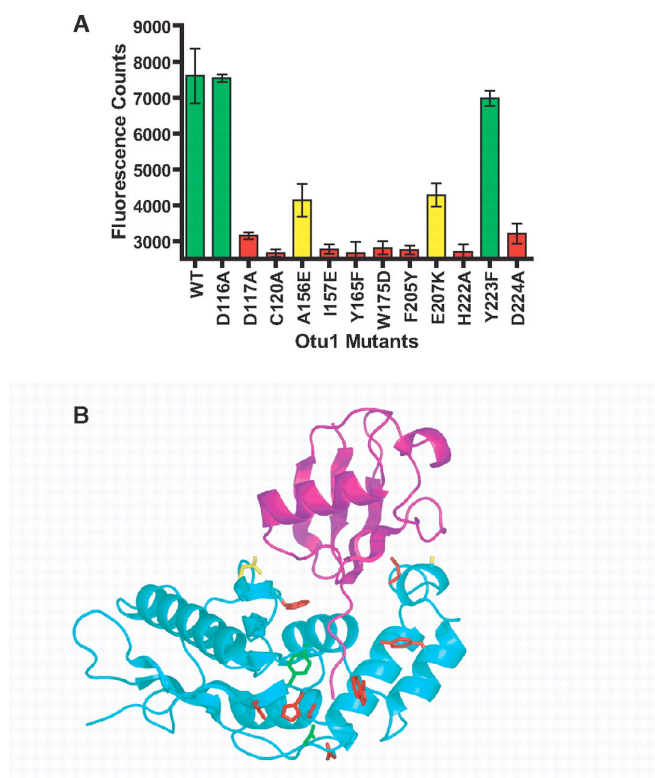 A
9000
8000
7000
6000
5000
4000
3000
Fluorescence Counts
WT
D116A
D117A
C120A
A156E
I157E
Y165F
W175D
F205Y
E207K
H222A
Y223F
D224A
Otu1 Mutants
B